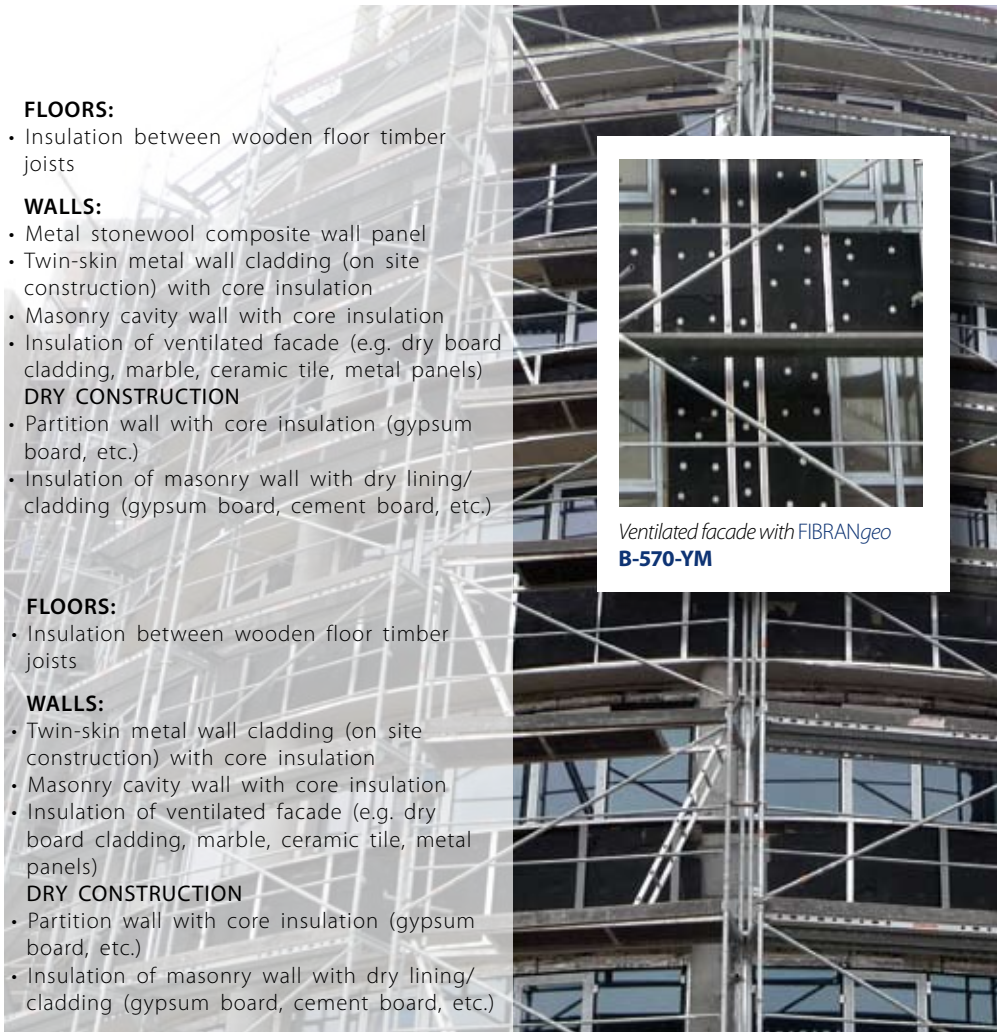 FLOORS:
• Insulation between wooden floor timber
joists
WALLS:
• Metal stonewool composite wall panel
• Twin-skin metal wall cladding (on site
construction) with core insulation
• Masonry cavity wall with core insulation
• Insulation of ventilated facade (e.g. dry board
cladding, marble, ceramic tile, metal panels)
DRY CONSTRUCTION
• Partition wall with core insulation (gypsum
board, etc.)
• Insulation of masonry wall with dry lining/
cladding (gypsum board, cement board, etc.)
Ventilated facade with FIBRANgeo
B-570-YM
FLOORS:
• Insulation between wooden floor timber
joists
WALLS:
• Twin-skin metal wall cladding (on site
construction) with core insulation
• Masonry cavity wall with core insulation
• Insulation of ventilated facade (e.g. dry
board cladding, marble, ceramic tile, metal
panels)
DRY CONSTRUCTION
• Partition wall with core insulation (gypsum
board, etc.)
• Insulation of masonry wall with dry lining/
cladding (gypsum board, cement board, etc.)